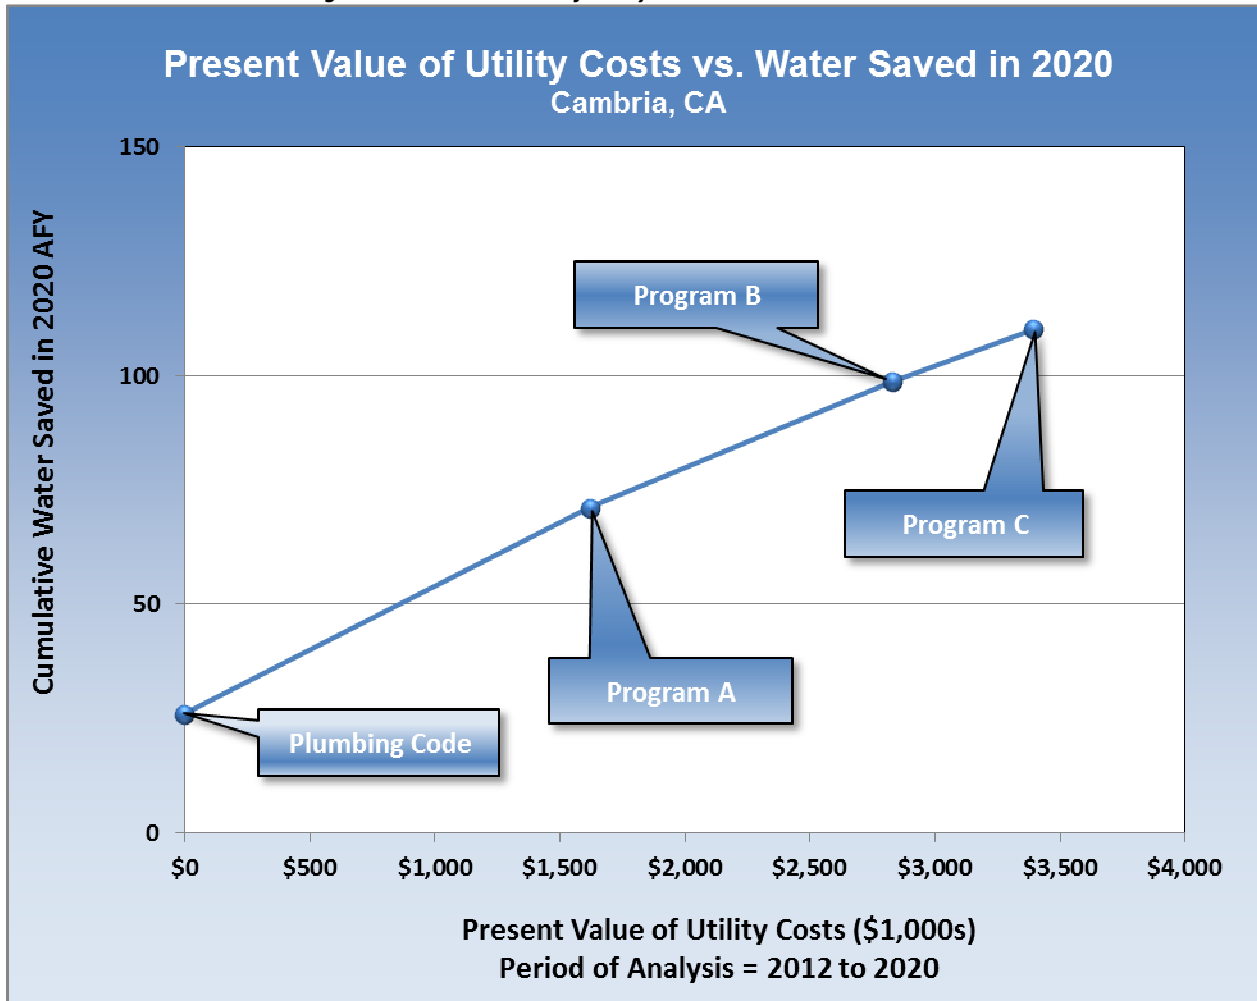 Present Value of Utility Costs vs. Water Saved in 2020
Cambria, CA
150
100
50
0
Cumulative Water Saved in 2020 AFY
Program B
Program C
Program A
Plumbing Code
$0 $500 $1,000 $1,500 $2,000 $2,500 $3,000 $3,500 $4,000
Present Value of Utility Costs ($1,000s)
Period of Analysis = 2012 to 2020